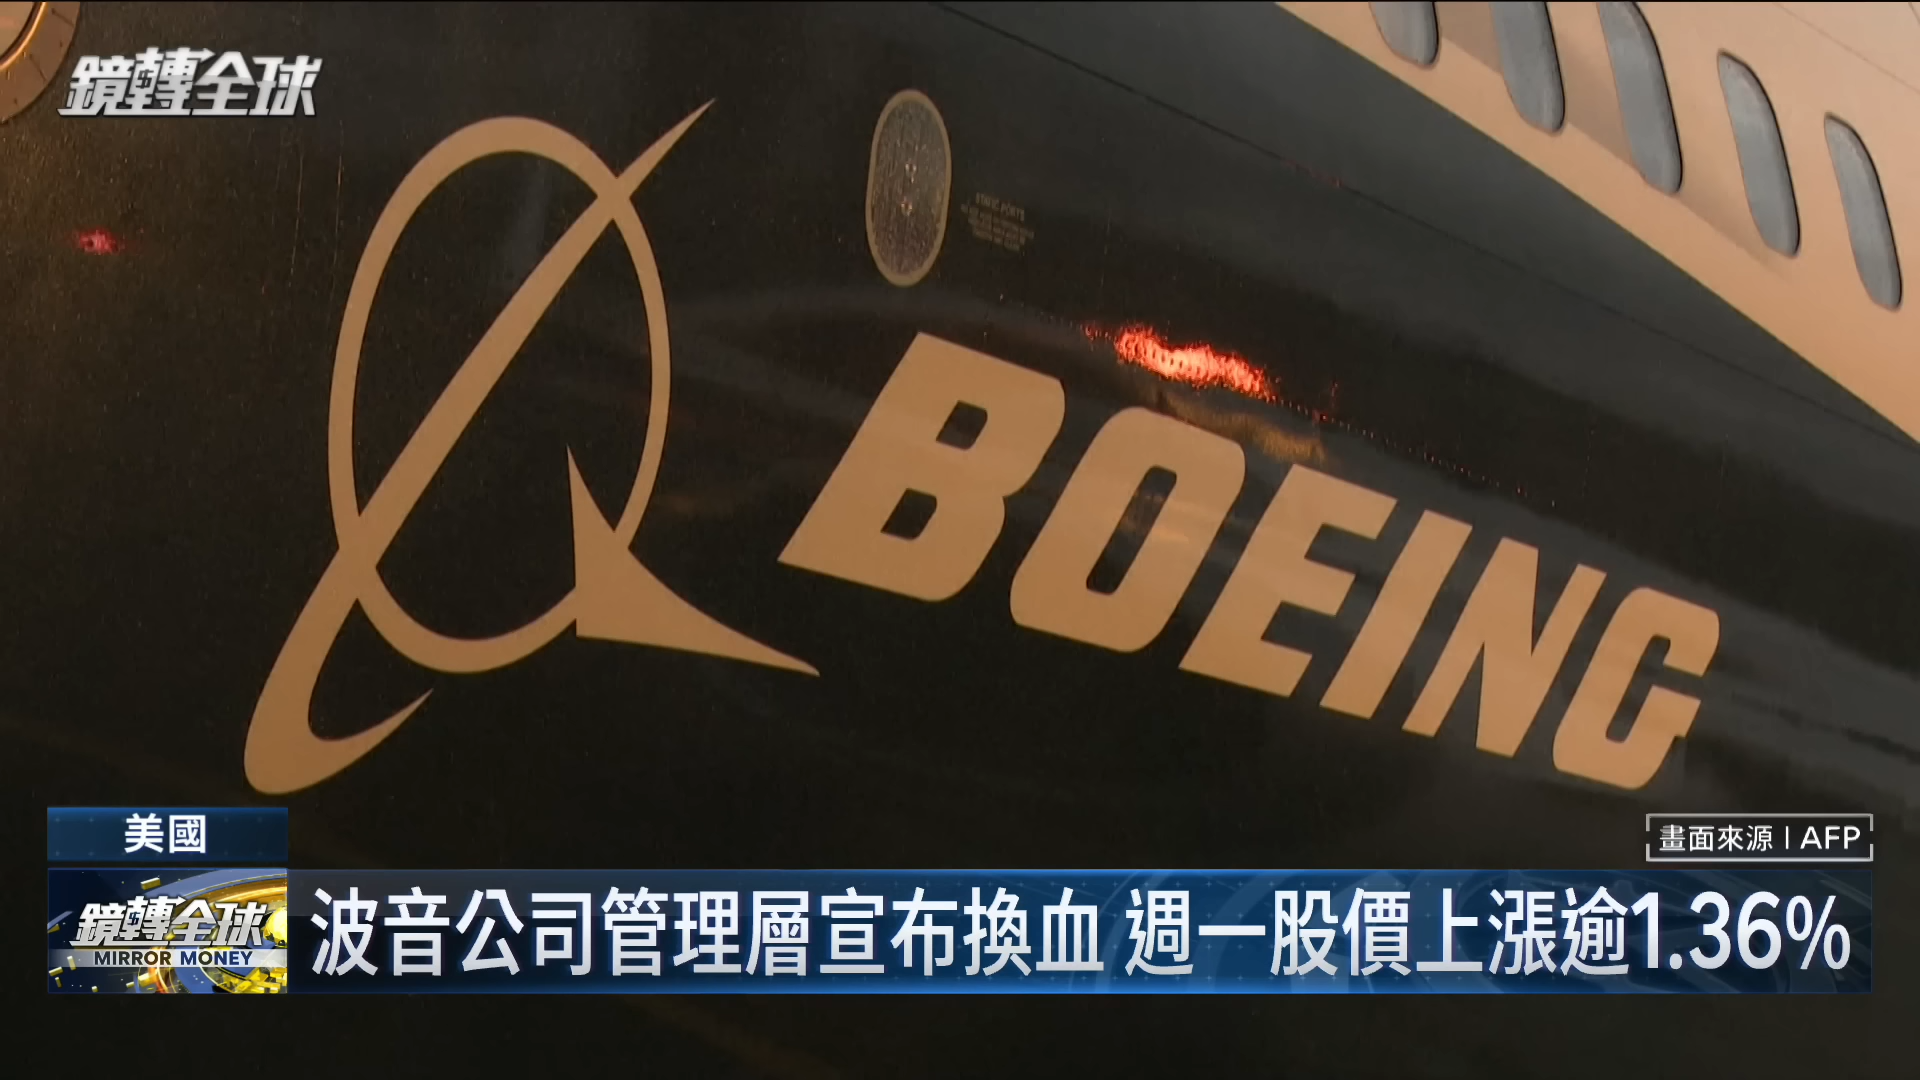 鏡轉全球
STATIC PORTS
BOEING
美國
畫面來源 | AFP
鏡轉全球
MIRROR MONEY
波音公司管理層宣布換血 週一股價上漲逾1.36%